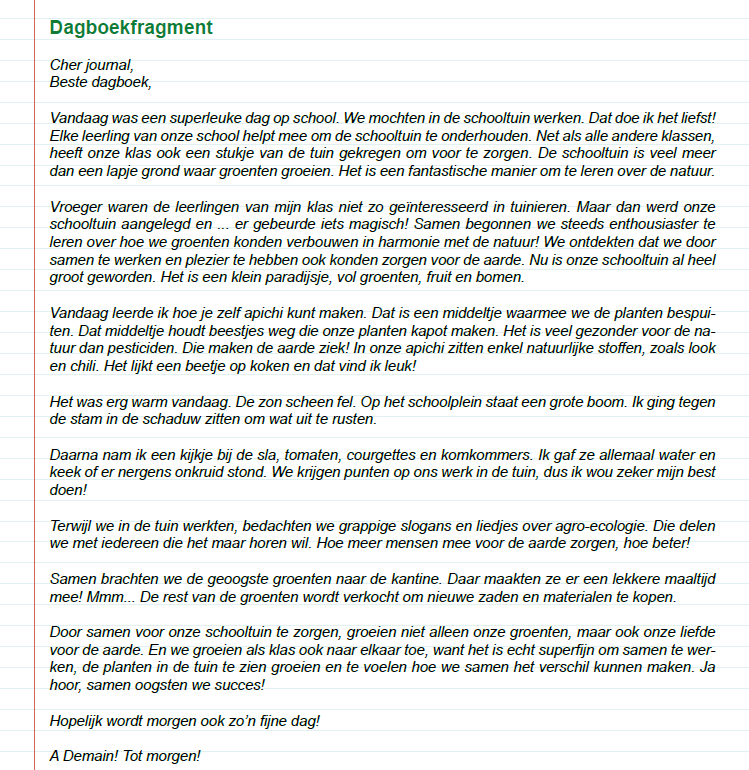 Dagboekfragment
Cher journal,
Beste dagboek,
Vandaag was een superleuke dag op school. We mochten in de schooltuin werken. Dat doe ik het liefst!
Elke leerling van onze school helpt mee om de schooltuin te onderhouden. Net als alle andere klassen,
heeft onze klas ook een stukje van de tuin gekregen om voor te zorgen. De schooltuin is veel meer
dan een lapje grond waar groenten groeien. Het is een fantastische manier om te leren over de natuur.
Vroeger waren de leerlingen van mijn klas niet zo geïnteresseerd in tuinieren. Maar dan werd onze
schooltuin aangelegd en ... er gebeurde iets magisch! Samen begonnen we steeds enthousiaster te
leren over hoe we groenten konden verbouwen in harmonie met de natuur! We ontdekten dat we door
samen te werken en plezier te hebben ook konden zorgen voor de aarde. Nu is onze schooltuin al heel
groot geworden. Het is een klein paradijsje, vol groenten, fruit en bomen.
Vandaag leerde ik hoe je zelf apichi kunt maken. Dat is een middeltje waarmee we de planten bespui-
ten. Dat middeltje houdt beestjes weg die onze planten kapot maken. Het is veel gezonder voor de na-
tuur dan pesticiden. Die maken de aarde ziek! In onze apichi zitten enkel natuurlijke stoffen, zoals look
en chili. Het lijkt een beetje op koken en dat vind ik leuk!
Het was erg warm vandaag. De zon scheen fel. Op het schoolplein staat een grote boom. Ik ging tegen
de stam in de schaduw zitten om wat uit te rusten.
Daarna nam ik een kijkje bij de sla, tomaten, courgettes en komkommers. Ik gaf ze allemaal water en
keek of er nergens onkruid stond. We krijgen punten op ons werk in de tuin, dus ik wou zeker mijn best
doen!
Terwijl we in de tuin werkten, bedachten we grappige slogans en liedjes over agro-ecologie. Die delen
we met iedereen die het maar horen wil. Hoe meer mensen mee voor de aarde zorgen, hoe beter!
Samen brachten we de geoogste groenten naar de kantine. Daar maakten ze er een lekkere maaltijd
mee! Mmm... De rest van de groenten wordt verkocht om nieuwe zaden en materialen te kopen.
Door samen voor onze schooltuin te zorgen, groeien niet alleen onze groenten, maar ook onze liefde
voor de aarde. En we groeien als klas ook naar elkaar toe, want het is echt superfijn om samen te wer-
ken, de planten in de tuin te zien groeien en te voelen hoe we samen het verschil kunnen maken. Ja
hoor, samen oogsten we succes!
Hopelijk wordt morgen ook zo'n fijne dag!
A Demain! Tot morgen!